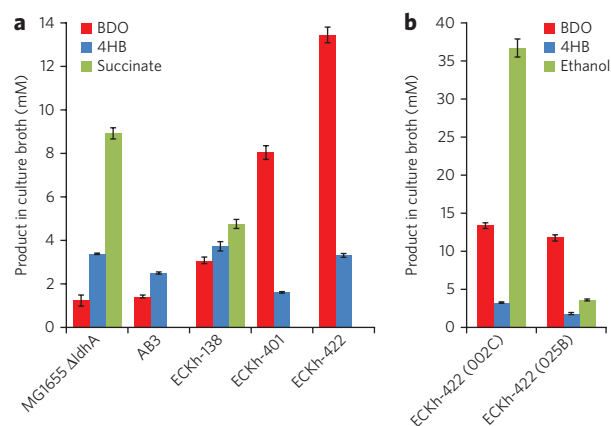 a
BDO
4HB
Succinate
Product in culture broth (mM)
14
12
10
8
6
4
2
0
MG1655 ΔldhA
AB3
ECKh-138
ECKh-401
ECKh-422
b
BDO
4HB
Ethanol
Product in culture broth (mM)
40
35
30
25
20
15
10
5
0
ECKh-422 (002C)
ECKh-422 (025B)